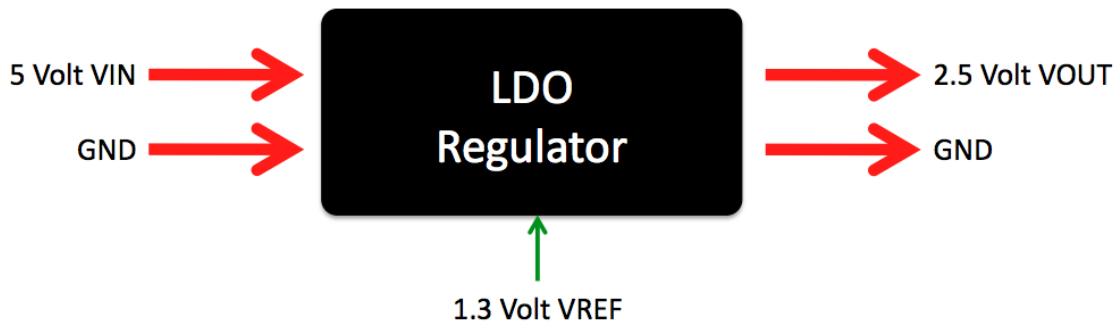 5 Volt VIN
GND
LDO
Regulator
2.5 Volt VOUT
GND
1.3 Volt VREF